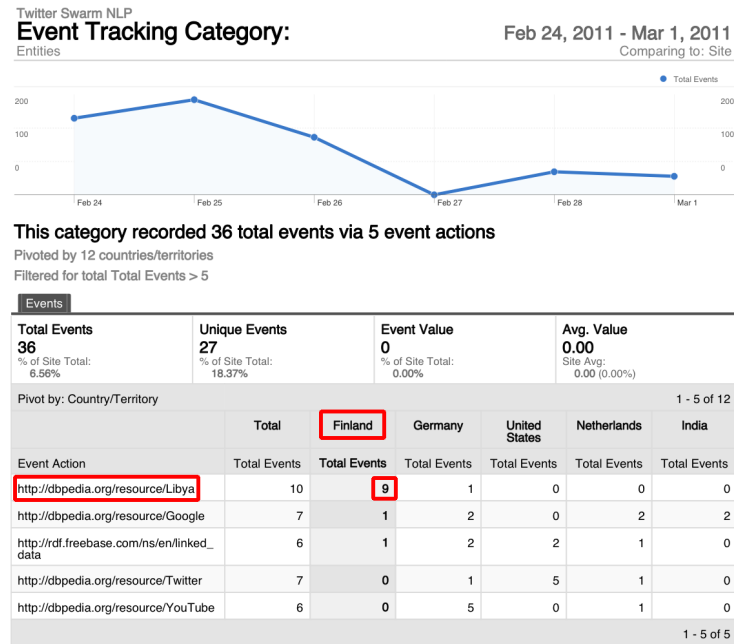 Twitter Swarm NLP
Event Tracking Category:
Feb 24, 2011 - Mar 1, 2011
Entities
Comparing to: Site
Total Events
200 200
100 100
0 0
Feb 24 Feb 25 Feb 26 Feb 27 Feb 28 Mar 1
This category recorded 36 total events via 5 event actions
Pivoted by 12 countries/territories
Filtered for total Total Events > 5
Events
Total Events Unique Events Event Value Avg. Value
36 27 0 0.00
% of Site Total: % of Site Total: % of Site Total: Site Avg:
6.56% 18.37% 0.00% 0.00 (0.00%)
Pivot by: Country/Territory 1 - 5 of 12
Total Finland Germany United States Netherlands India
Event Action Total Events Total Events Total Events Total Events Total Events Total Events
http://dbpedia.org/resource/Libya 10 9 1 0 0 0
http://dbpedia.org/resource/Google 7 1 2 0 2 2
http://rdf.freebase.com/ns/en/linked_ 6 1 2 2 1 0
data
http://dbpedia.org/resource/Twitter 7 0 1 5 1 0
http://dbpedia.org/resource/YouTube 6 0 5 0 1 0
1 - 5 of 5